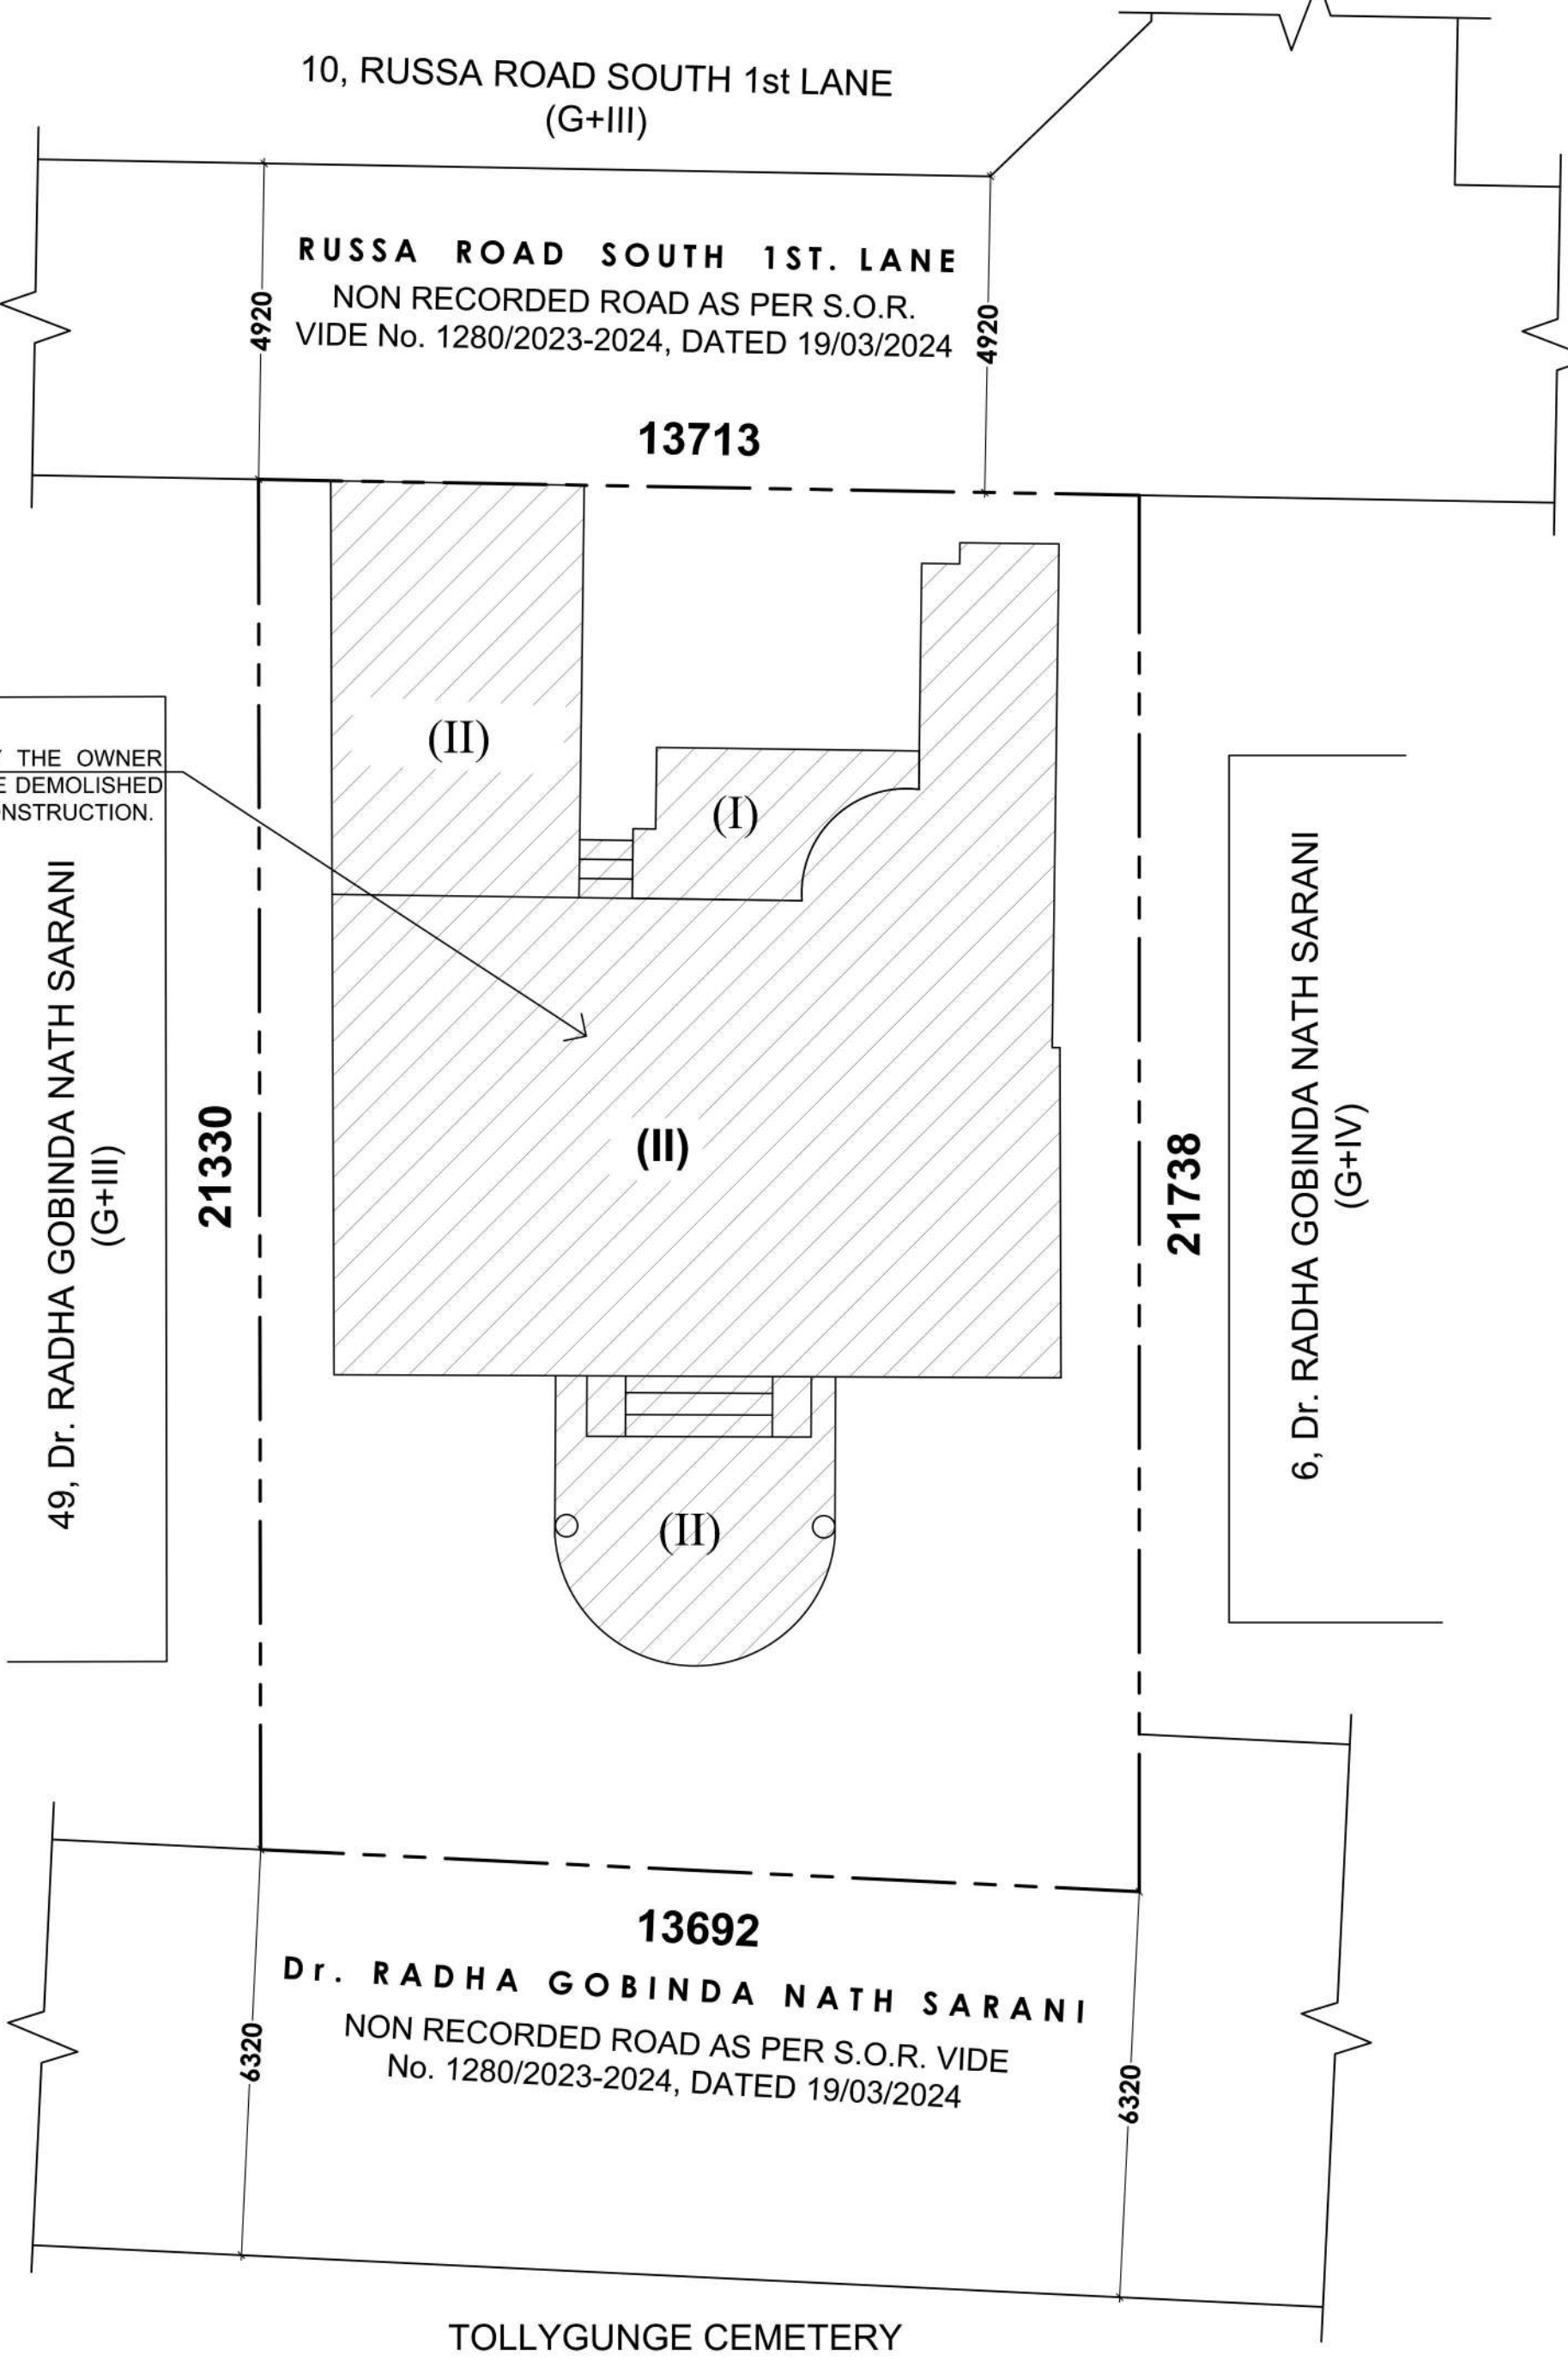 10, RUSSA ROAD SOUTH 1st LANE
(G+III)
RUSSA ROAD SOUTH 1ST. LANE
NON RECORDED ROAD AS PER S.O.R.
VIDE No. 1280/2023-2024, DATED 19/03/2024
4920
4920
13713
(II)
(I)
THE OWNER
DEMOLISHED
(II)
49, Dr. RADHA GOBINDA NATH SARANI
(G+III)
21330
21738
6, Dr. RADHA GOBINDA NATH SARANI
(G+IV)
(II)
13692
Dr. RADHA GOBINDA NATH SARANI
NON RECORDED ROAD AS PER S.O.R. VIDE
No. 1280/2023-2024, DATED 19/03/2024
6320
6320
TOLLYGUNGE CEMETERY